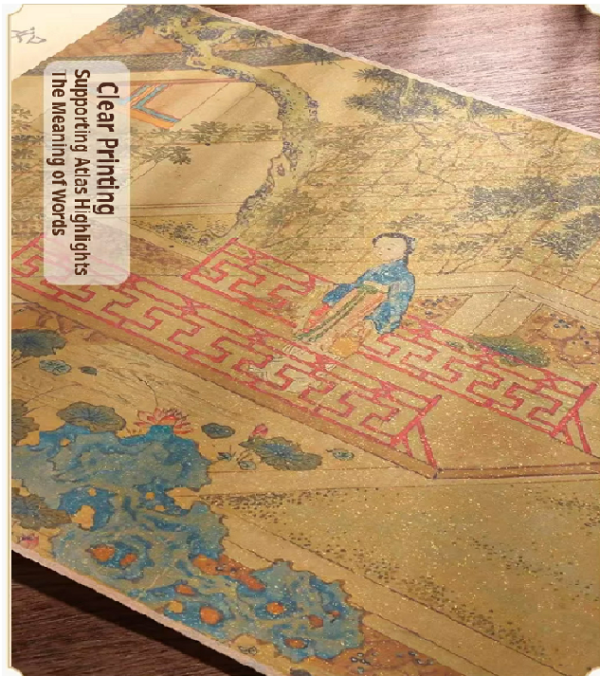 Clear Printing
Supporting Atlas Highlights
The Meaning of Words